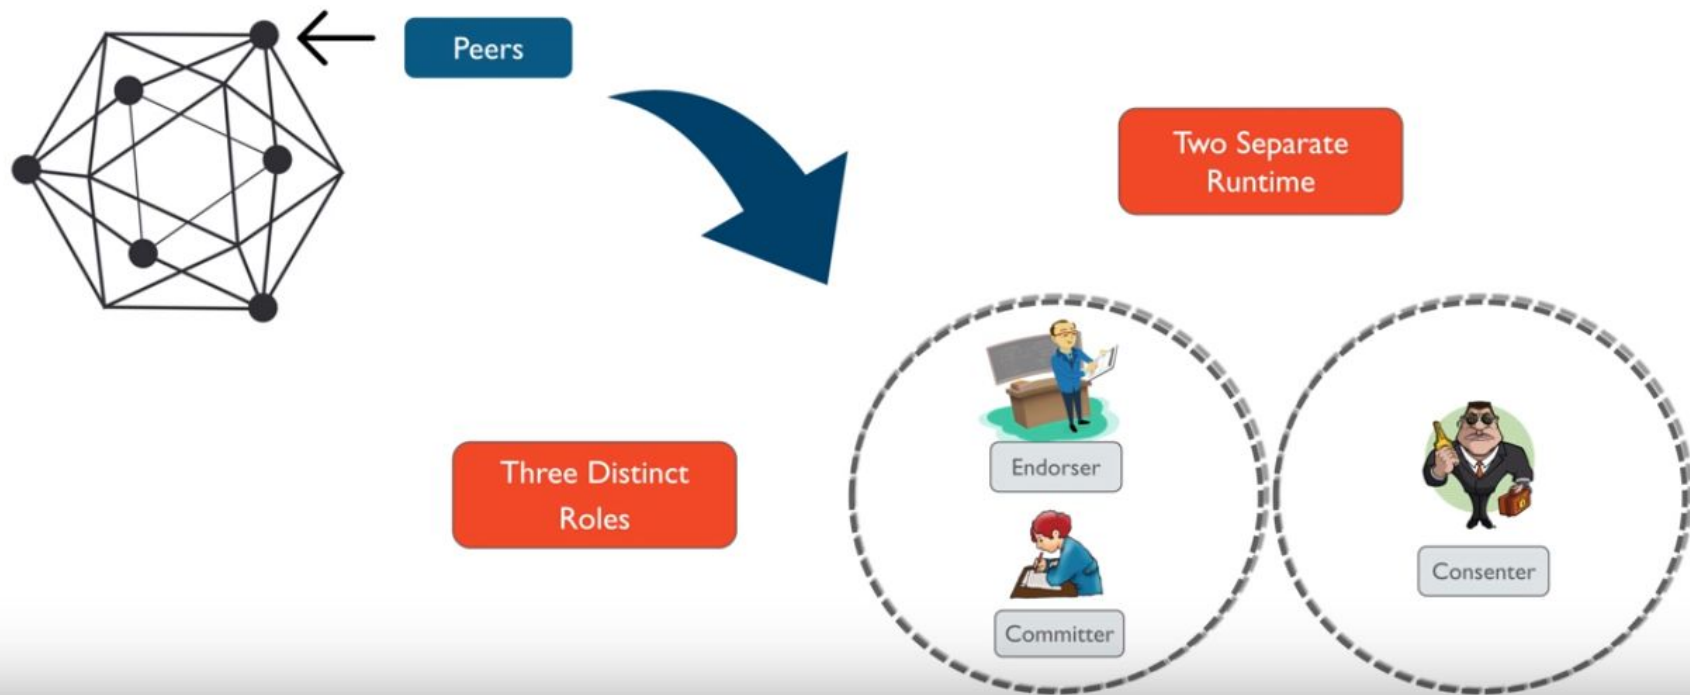 Peers
Two Separate
Runtime
Three Distinct
Roles
Endorser
Committer
Consenter